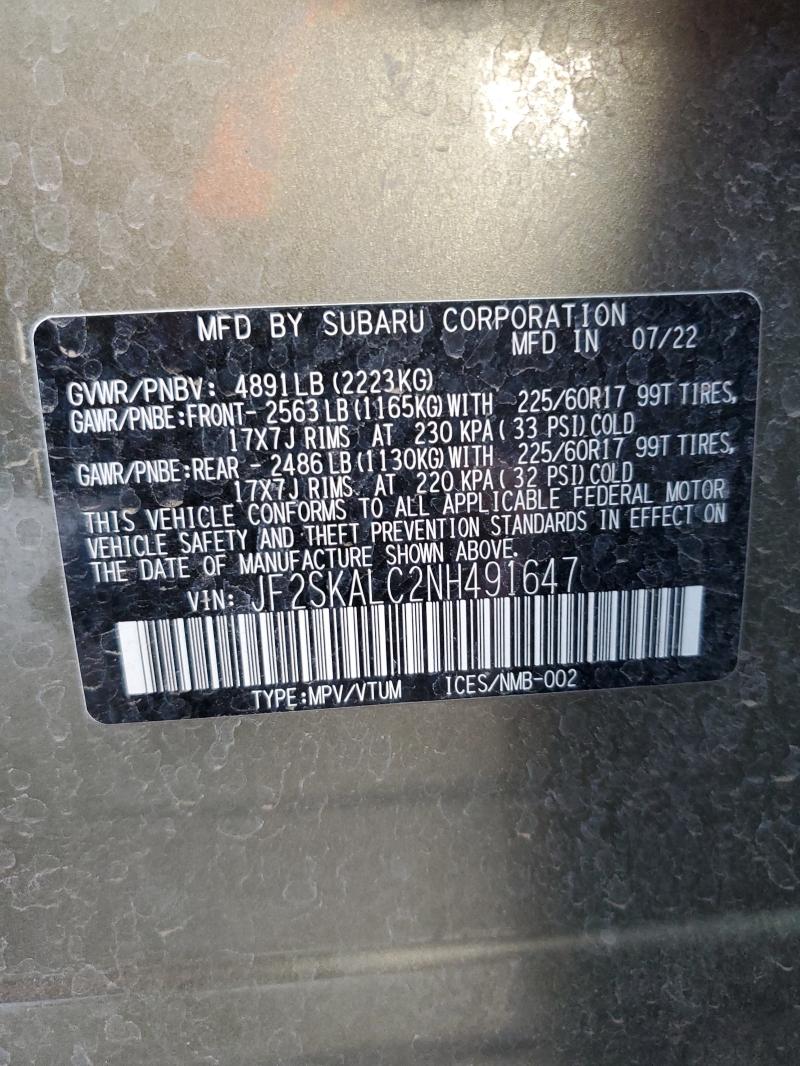 MFD BY SUBARU CORPORATION
MFD IN 07/22
GVWR/PNBV: 4891LB (2223KG)
GAWR/PNBE:FRONT- 2563LB (1165KG)WITH 225/60R17 99T TIRES,
17X7J RIMS AT 230 KPA( 33 PSI)COLD
GAWR/PNBE:REAR - 2486LB (1130KG)WITH 225/60R17 99T TIRES,
17X7J RIMS AT 220 KPA( 32 PSI)COLD
THIS VEHICLE CONFORMS TO ALL APPLICABLE FEDERAL MOTOR
VEHICLE SAFETY AND THEFT PREVENTION STANDARDS IN EFFECT ON
THE DATE OF MANUFACTURE SHOWN ABOVE.
VIN: JF2SKALC2NH491647
TYPE:MPV/VTUM ICES/NMB-002